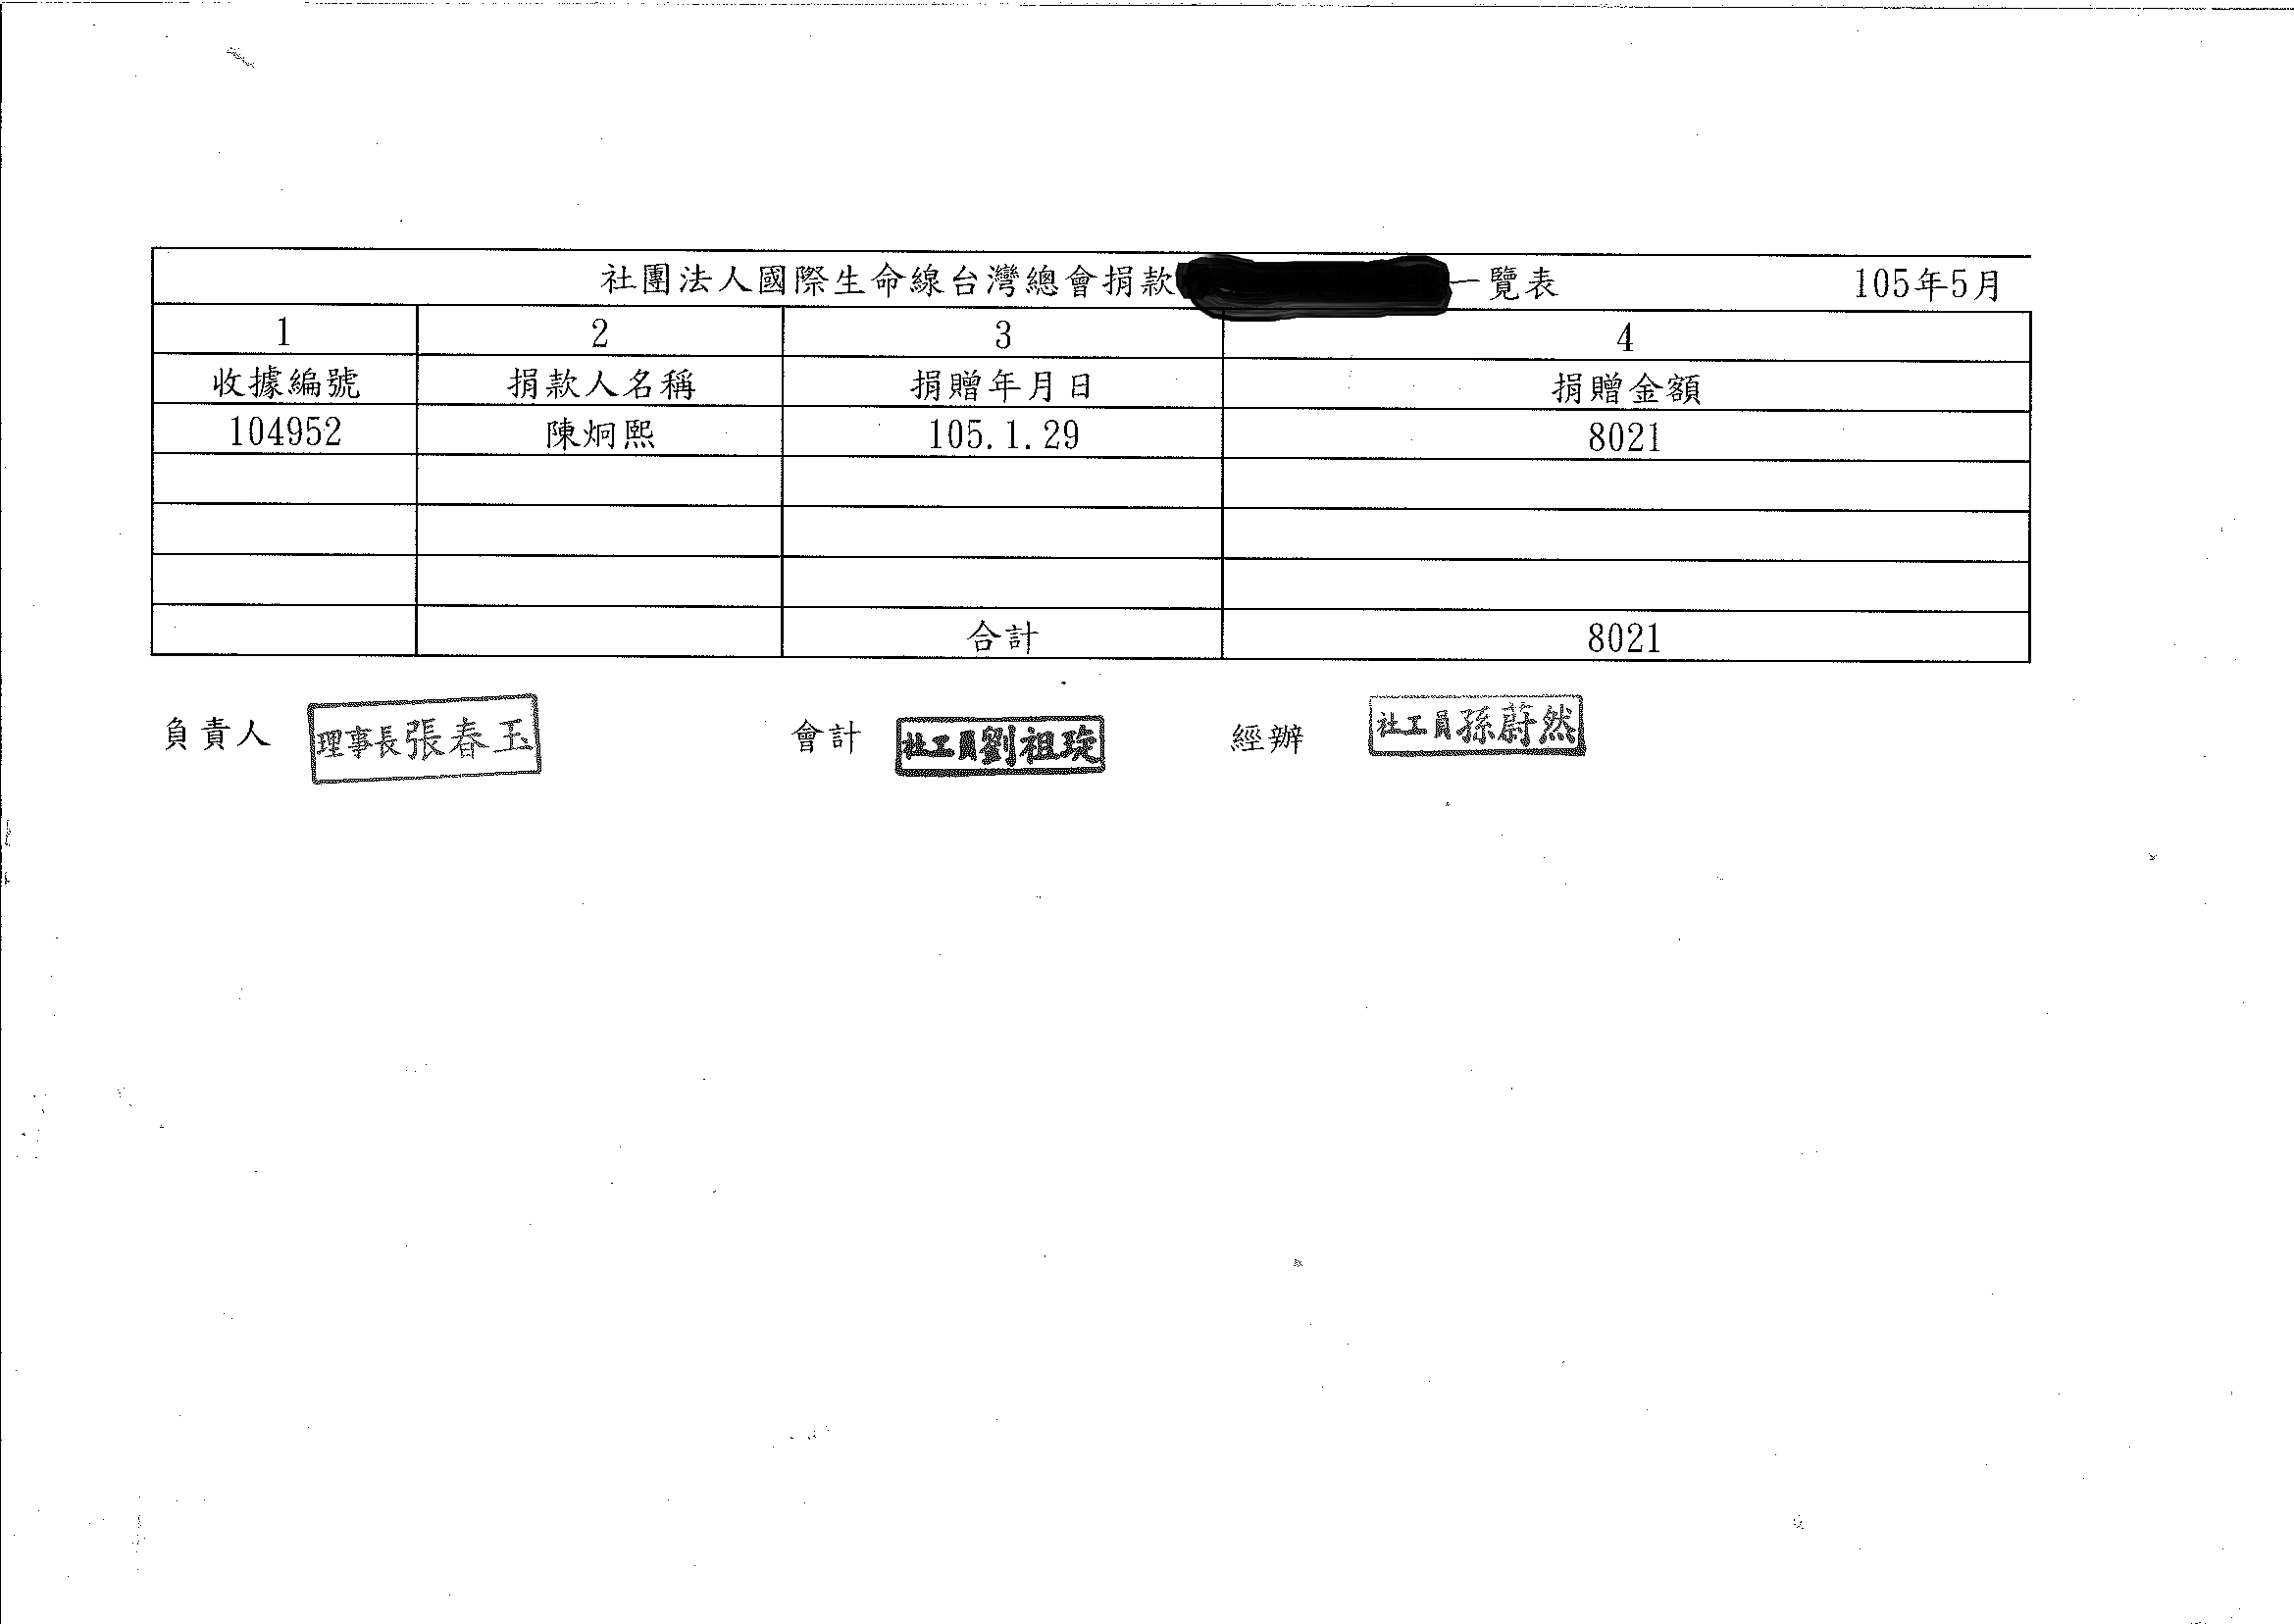 社團法人國際生命線台灣總會捐款 一覽表 105年5月
1 2 3 4
收據編號 捐款人名稱 捐贈年月日 捐贈金額
104952 陳炯熙 105.1.29 8021
合計 8021
負責人 理事長張春玉 會計 社工員劉祖琁 經辦 社工員孫蔚然